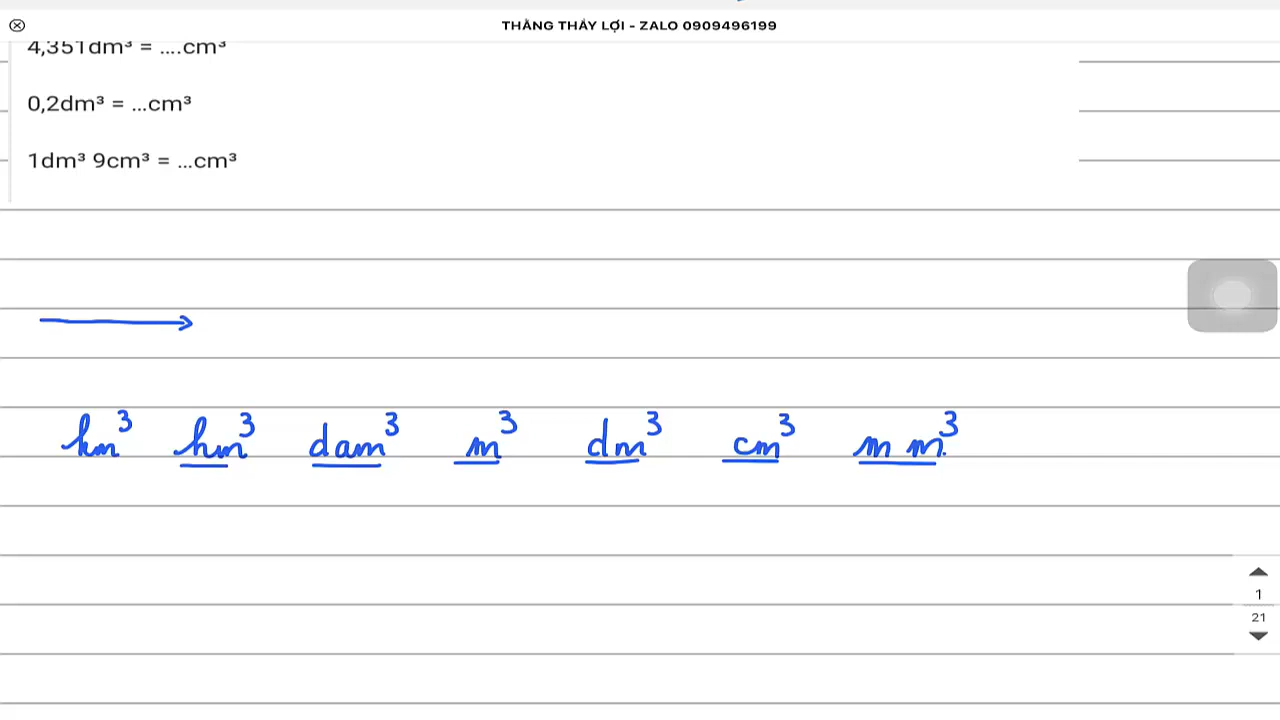 THẦNG THẦY LỢI - ZALO 0909496199
4,351dm³ = ....cm³
0,2dm³ = ...cm³
1dm³ 9cm³ = ...cm³
km³ hm³ dam³ m³ dm³ cm³ mm³
1
21